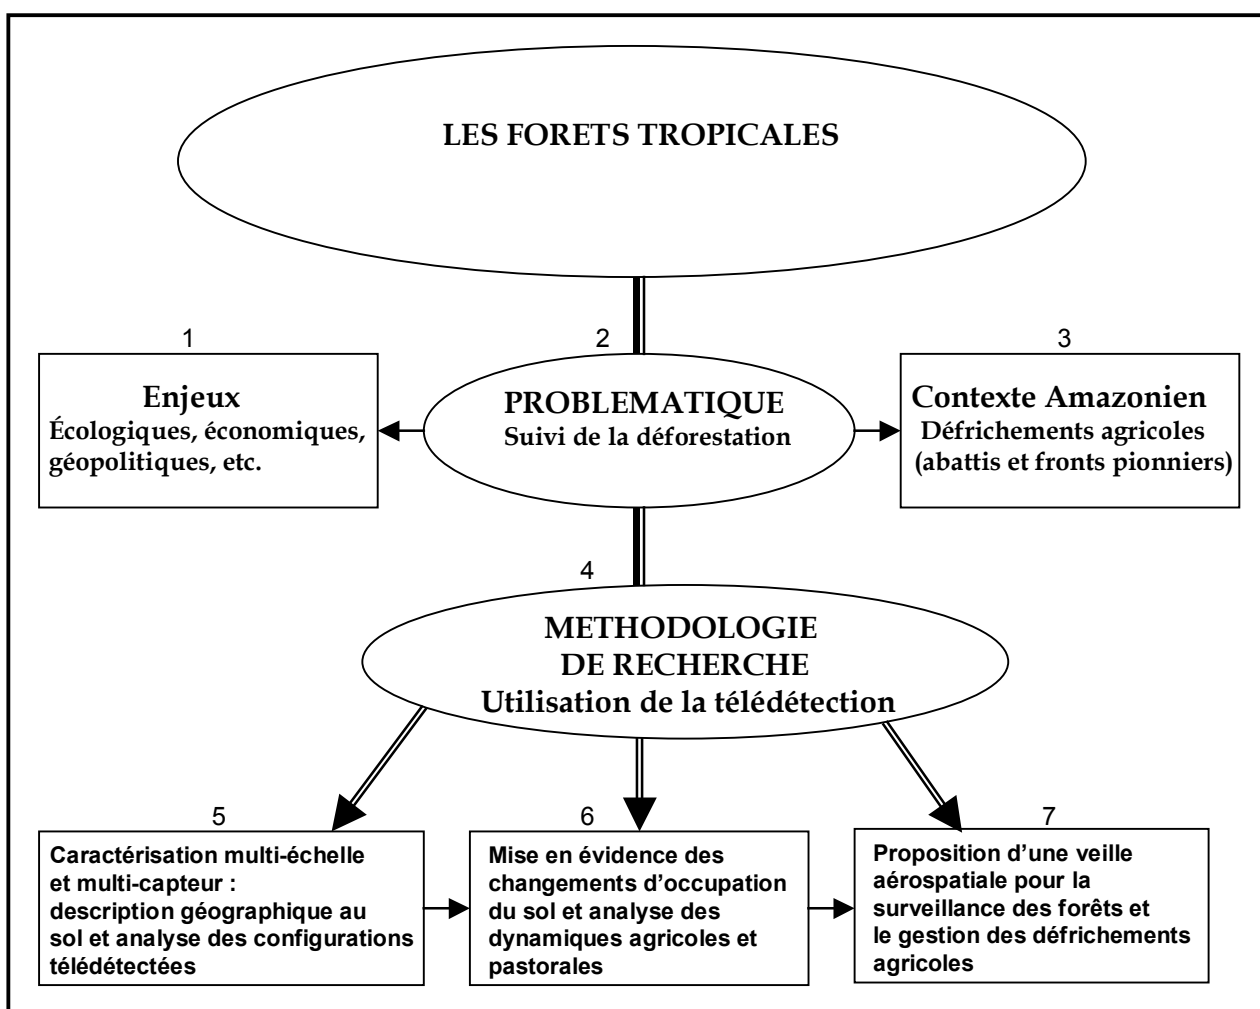 LES FORETS TROPICALES
1
Enjeux
Écologiques, économiques,
géopolitiques, etc.
2
PROBLEMATIQUE
Suivi de la déforestation
3
Contexte Amazonien
Défrichements agricoles
(abattis et fronts pionniers)
4
METHODOLOGIE
DE RECHERCHE
Utilisation de la télédétection
5
Caractérisation multi-échelle
et multi-capteur :
description géographique au
sol et analyse des configurations
télédétectées
6
Mise en évidence des
changements d’occupation
du sol et analyse des
dynamiques agricoles et
pastorales
7
Proposition d’une veille
aérospatiale pour la
surveillance des forêts et
le gestion des défrichements
agricoles